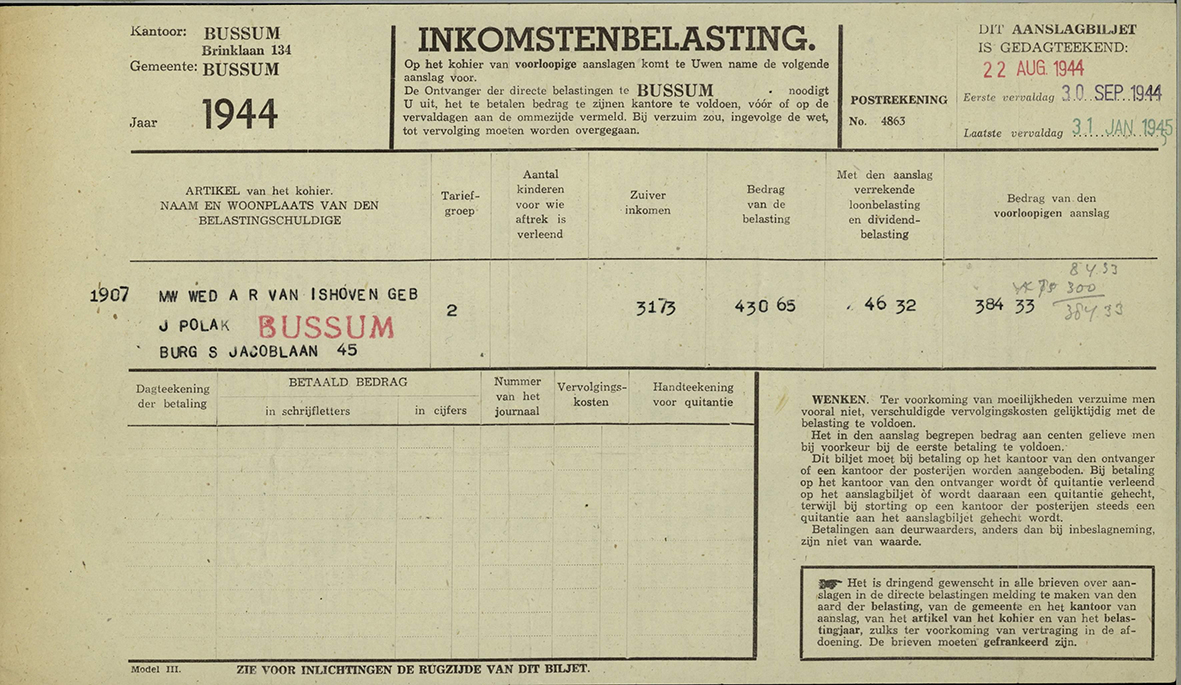 Kantoor: BUSSUM
Brinklaan 134
Gemeente: BUSSUM
Jaar 1944
INKOMSTENBELASTING.
Op het kohier van voorloopige aanslagen komt te Uwen name de volgende
aanslag voor.
De Ontvanger der directe belastingen te BUSSUM noodigt
U uit, het te betalen bedrag te zijnen kantore te voldoen, vóór of op de
vervaldagen aan de ommezijde vermeld. Bij verzuim zou, ingevolge de wet,
tot vervolging moeten worden overgegaan.
POSTREKENING
No. 4863
DIT AANSLAGBILJET
IS GEDAGTEEKEND:
22 AUG. 1944
Eerste vervaldag 30 SEP. 1944
Laatste vervaldag 31 JAN 1945
ARTIKEL van het kohier.
NAAM EN WOONPLAATS VAN DEN
BELASTINGSCHULDIGE
Tarief-
groep
Aantal
kinderen
voor wie
aftrek is
verleend
Zuiver
inkomen
Bedrag
van de
belasting
Met den aanslag
verrekende
loonbelasting
en dividend-
belasting
Bedrag van den
voorloopigen aanslag
1907 MW WED A R VAN ISHOVEN GEB
J POLAK BUSSUM
BURG S JACOBLAAN 45
2
3173
430 65
46 32
384 33
84.33
300
384.33
Dagteekening
der betaling
BETAALD BEDRAG
in schrijfletters
in cijfers
Nummer
van het
journaal
Vervolgings-
kosten
Handteekening
voor quitantie
WENKEN. Ter voorkoming van moeilijkheden verzuime men
vooral niet, verschuldigde vervolgingskosten gelijktijdig met de
belasting te voldoen.
Het in den aanslag begrepen bedrag aan centen gelieve men
bij voorkeur bij de eerste betaling te voldoen.
Dit biljet moet bij betaling op het kantoor van den ontvanger
of een kantoor der posterijen worden aangeboden. Bij betaling
op het kantoor van den ontvanger wordt òf quitantie verleend
op het aanslagbiljet òf wordt daaraan een quitantie gehecht,
terwijl bij storting op een kantoor der posterijen steeds een
quitantie aan het aanslagbiljet gehecht wordt.
Betalingen aan deurwaarders, anders dan bij inbeslagneming,
zijn niet van waarde.
Het is dringend gewenscht in alle brieven over aan-
slagen in de directe belastingen melding te maken van den
aard der belasting, van de gemeente en het kantoor van
aanslag, van het artikel van het kohier en van het belas-
tingjaar, zulks ter voorkoming van vertraging in de af-
doening. De brieven moeten gefrankeerd zijn.
Model III.
ZIE VOOR INLICHTINGEN DE RUGZIJDE VAN DIT BILJET.